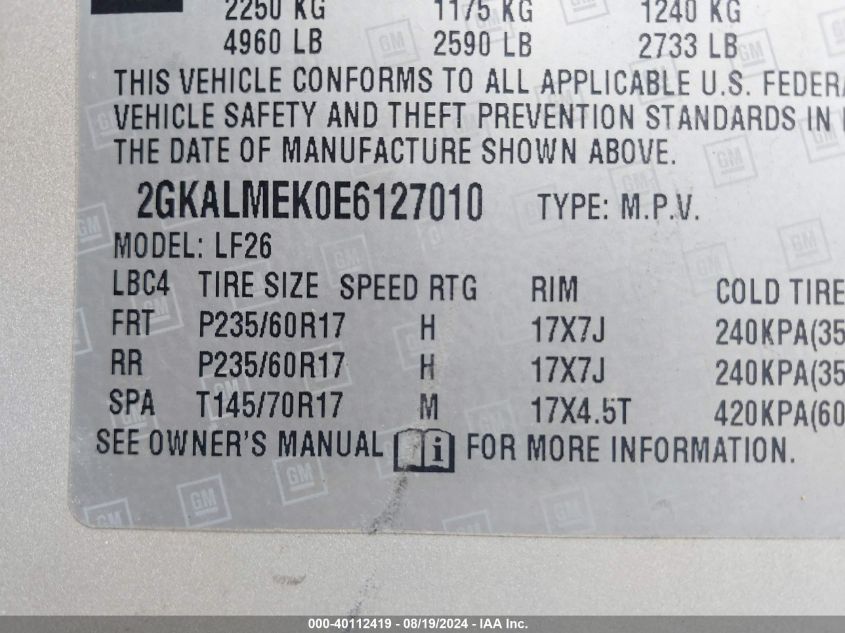 2250 KG 1175 KG 1240 KG
4960 LB 2590 LB 2733 LB
THIS VEHICLE CONFORMS TO ALL APPLICABLE U.S. FEDERA
VEHICLE SAFETY AND THEFT PREVENTION STANDARDS IN
THE DATE OF MANUFACTURE SHOWN ABOVE.
2GKALMEK0E6127010 TYPE: M.P.V.
MODEL: LF26
LBC4 TIRE SIZE SPEED RTG RIM COLD TIRE
FRT P235/60R17 H 17X7J 240KPA(35
RR P235/60R17 H 17X7J 240KPA(35
SPA T145/70R17 M 17X4.5T 420KPA(60
SEE OWNER'S MANUAL i FOR MORE INFORMATION.
GM
000-40112419 - 08/19/2024 - IAA Inc.